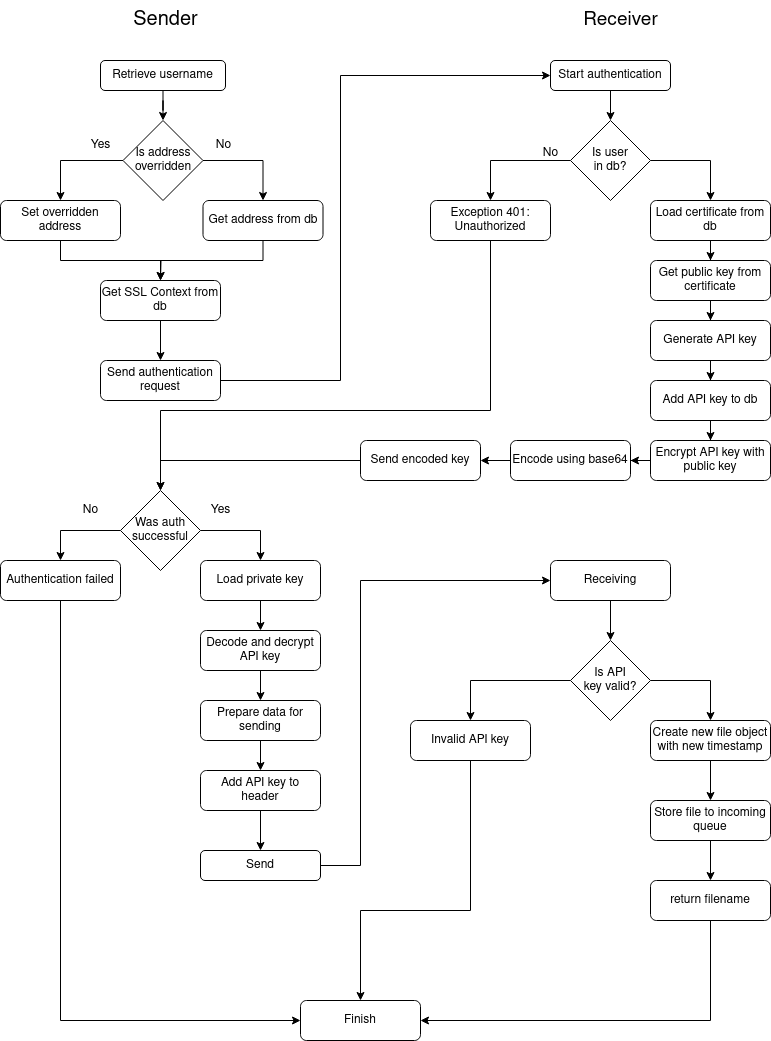 Sender
Receiver
Retrieve username
Start authentication
Yes
Is address
overridden
No
No
Is user
in db?
Set overridden
address
Get address from db
Exception 401:
Unauthorized
Load certificate from
db
Get SSL Context from
db
Get public key from
certificate
Generate API key
Send authentication
request
Add API key to db
Send encoded key
Encode using base64
Encrypt API key with
public key
No
Was auth
successful
Yes
Authentication failed
Load private key
Receiving
Decode and decrypt
API key
Is API
key valid?
Prepare data for
sending
Invalid API key
Create new file object
with new timestamp
Add API key to
header
Store file to incoming
queue
Send
return filename
Finish